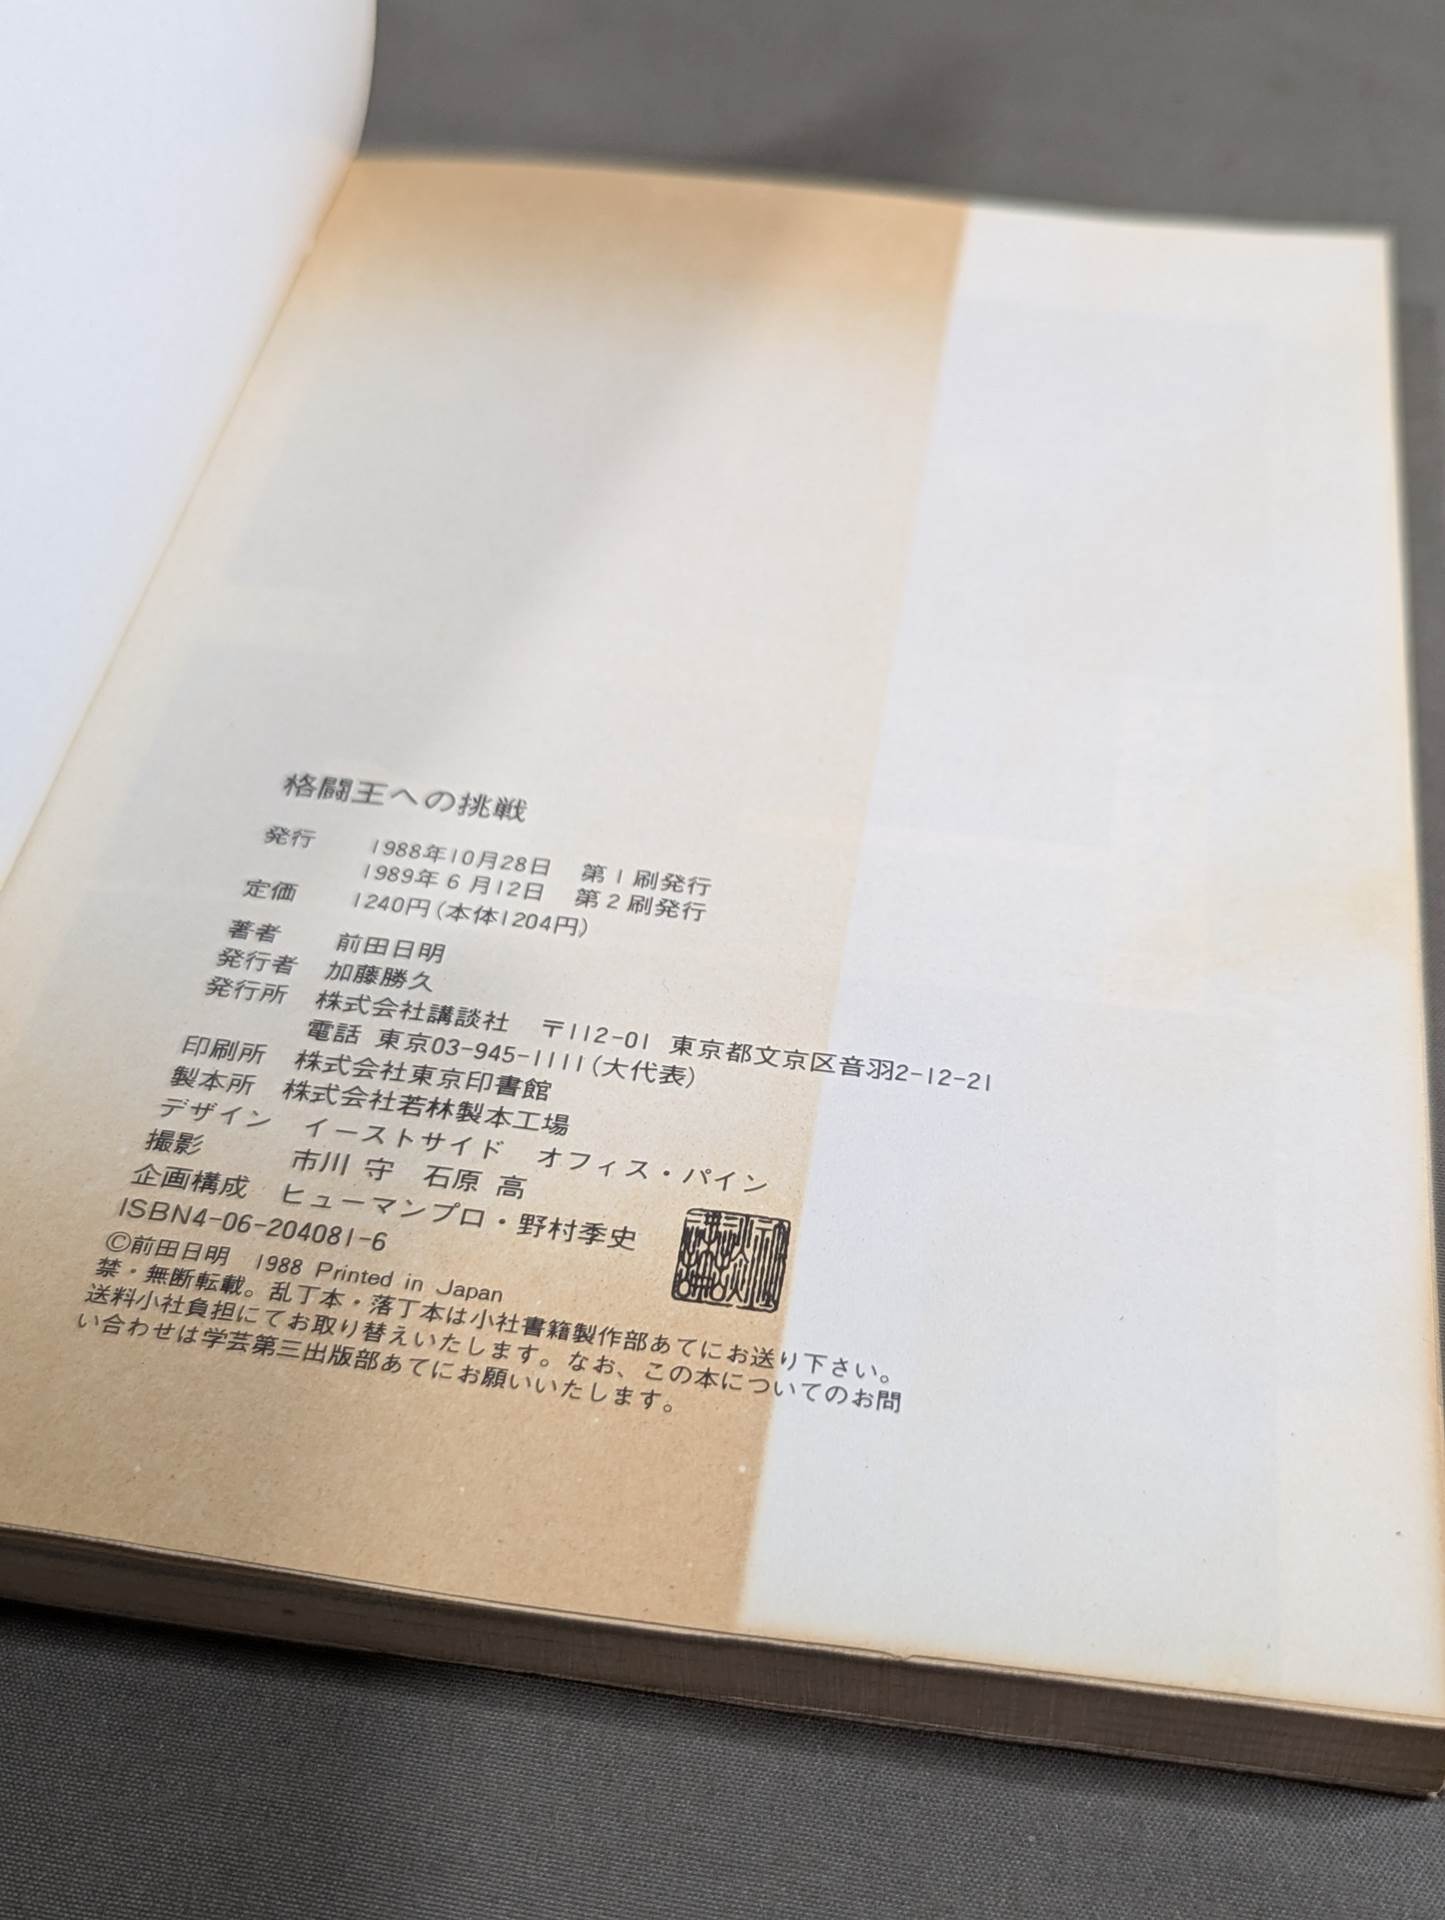 格闘王への挑戦
発行 1988年10月28日 第1刷発行
1989年6月12日 第2刷発行
定価 1240円(本体1204円)
著者 前田日明
発行者 加藤勝久
発行所 株式会社講談社 〒112-01 東京都文京区音羽2-12-21
電話 東京03-945-1111(大代表)
印刷所 株式会社東京印書館
製本所 株式会社若林製本工場
デザイン イーストサイド オフィス・パイン
撮影 市川 守 石原 高
企画構成 ヒューマンプロ・野村季史
ISBN4-06-204081-6
©前田日明 1988 Printed in Japan
禁・無断転載。乱丁本・落丁本は小社書籍製作部あてにお送り下さい。
送料小社負担にてお取り替えいたします。なお、この本についてのお問
い合わせは学芸第三出版部あてにお願いいたします。